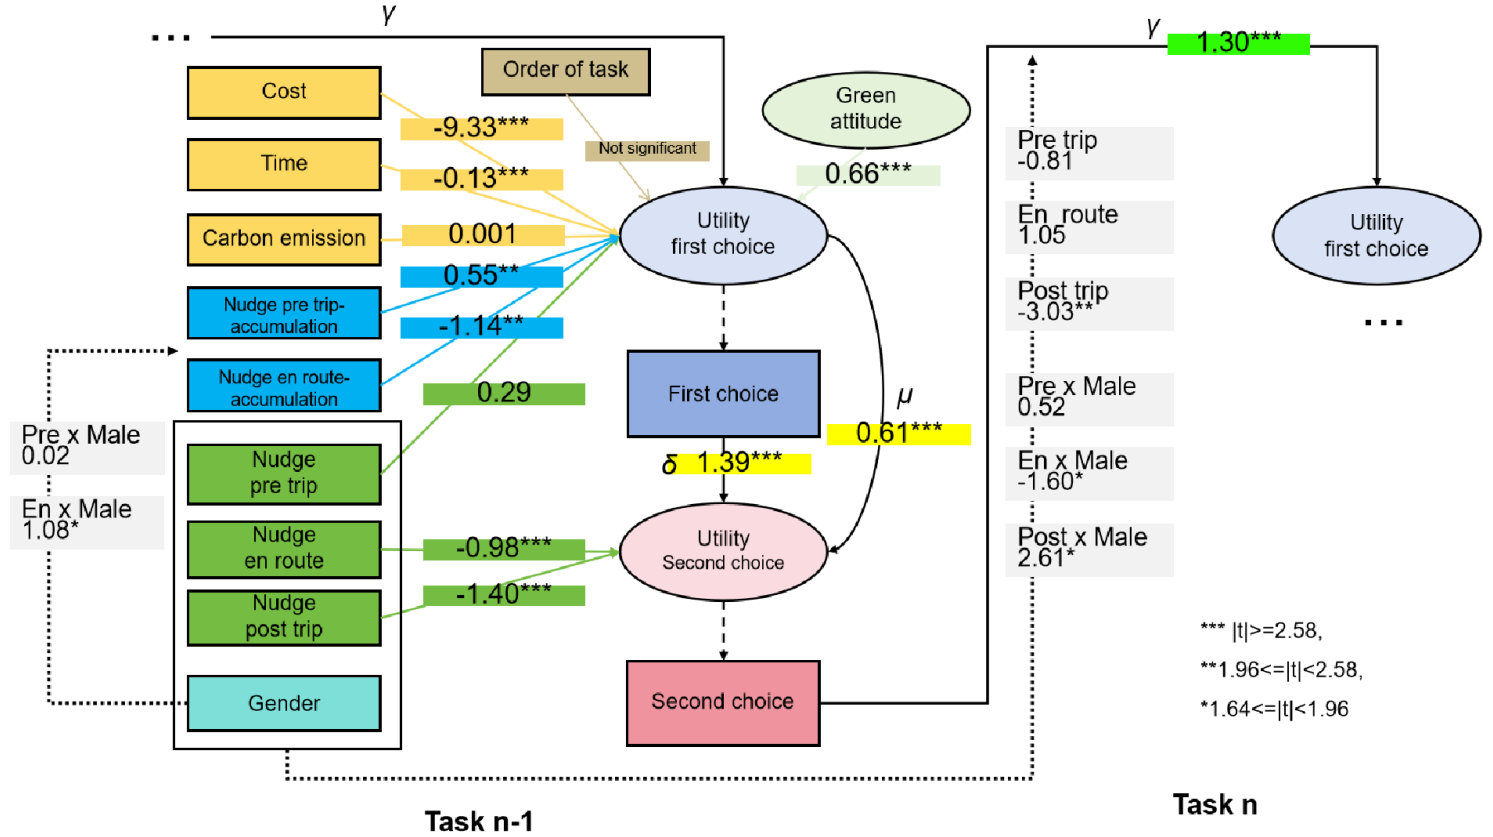 γ
...
Cost
Time
Carbon emission
Nudge pre trip-
accumulation
Nudge en route-
accumulation
Nudge
pre trip
Nudge
en route
Nudge
post trip
Gender
Pre x Male
0.02
En x Male
1.08*
Order of task
Not significant
-9.33***
-0.13***
0.001
0.55**
-1.14**
0.29
-0.98***
-1.40***
Green
attitude
0.66***
Utility
first choice
First choice
μ
0.61***
δ 1.39***
Utility
Second choice
Second choice
Task n-1
γ
1.30***
Pre trip
-0.81
En route
1.05
Post trip
-3.03**
Pre x Male
0.52
En x Male
-1.60*
Post x Male
2.61*
Utility
first choice
...
*** |t|>=2.58,
**1.96<=|t|<2.58,
*1.64<=|t|<1.96
Task n